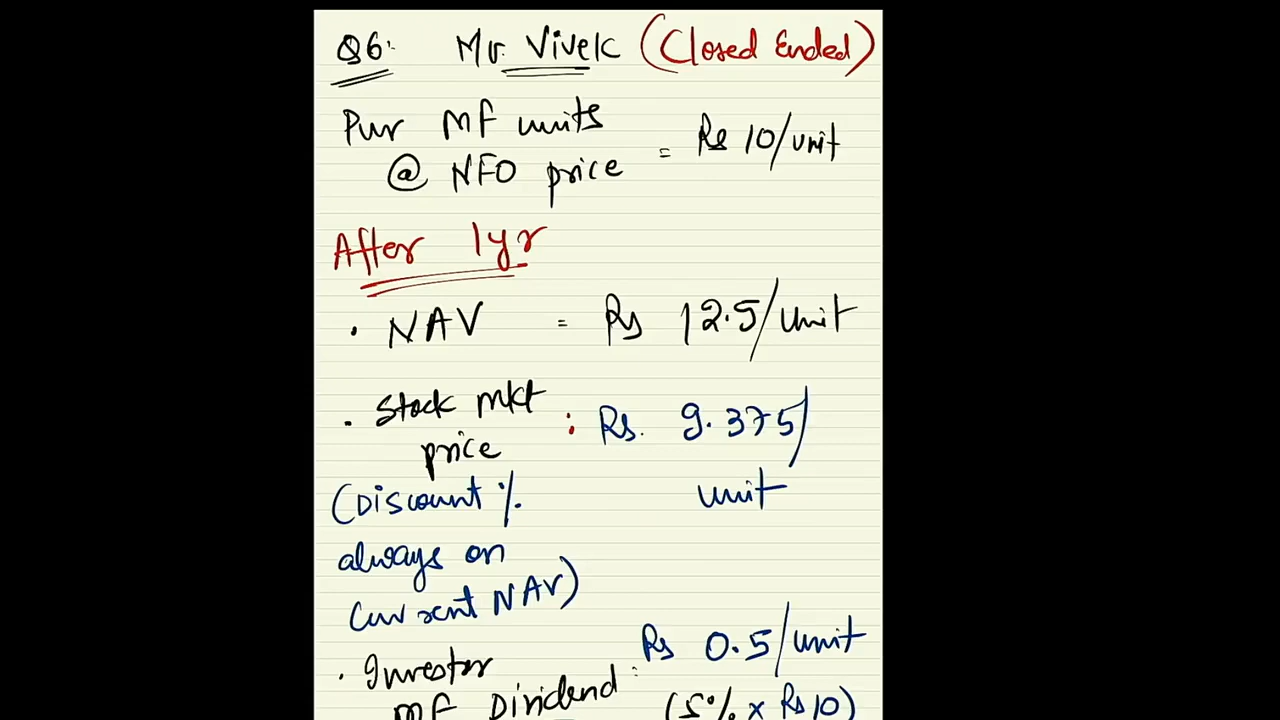 Q6: Mr. Vivek (Closed Ended)
Pur MF units
@ NFO price = Rs 10/unit
After 1yr
• NAV = Rs 12.5/unit
• Stock mkt price : Rs. 9.375/unit
(Discount %
always on
Current NAV)
• Investor
MF Dividend : Rs 0.5/unit
(5% x Rs 10)